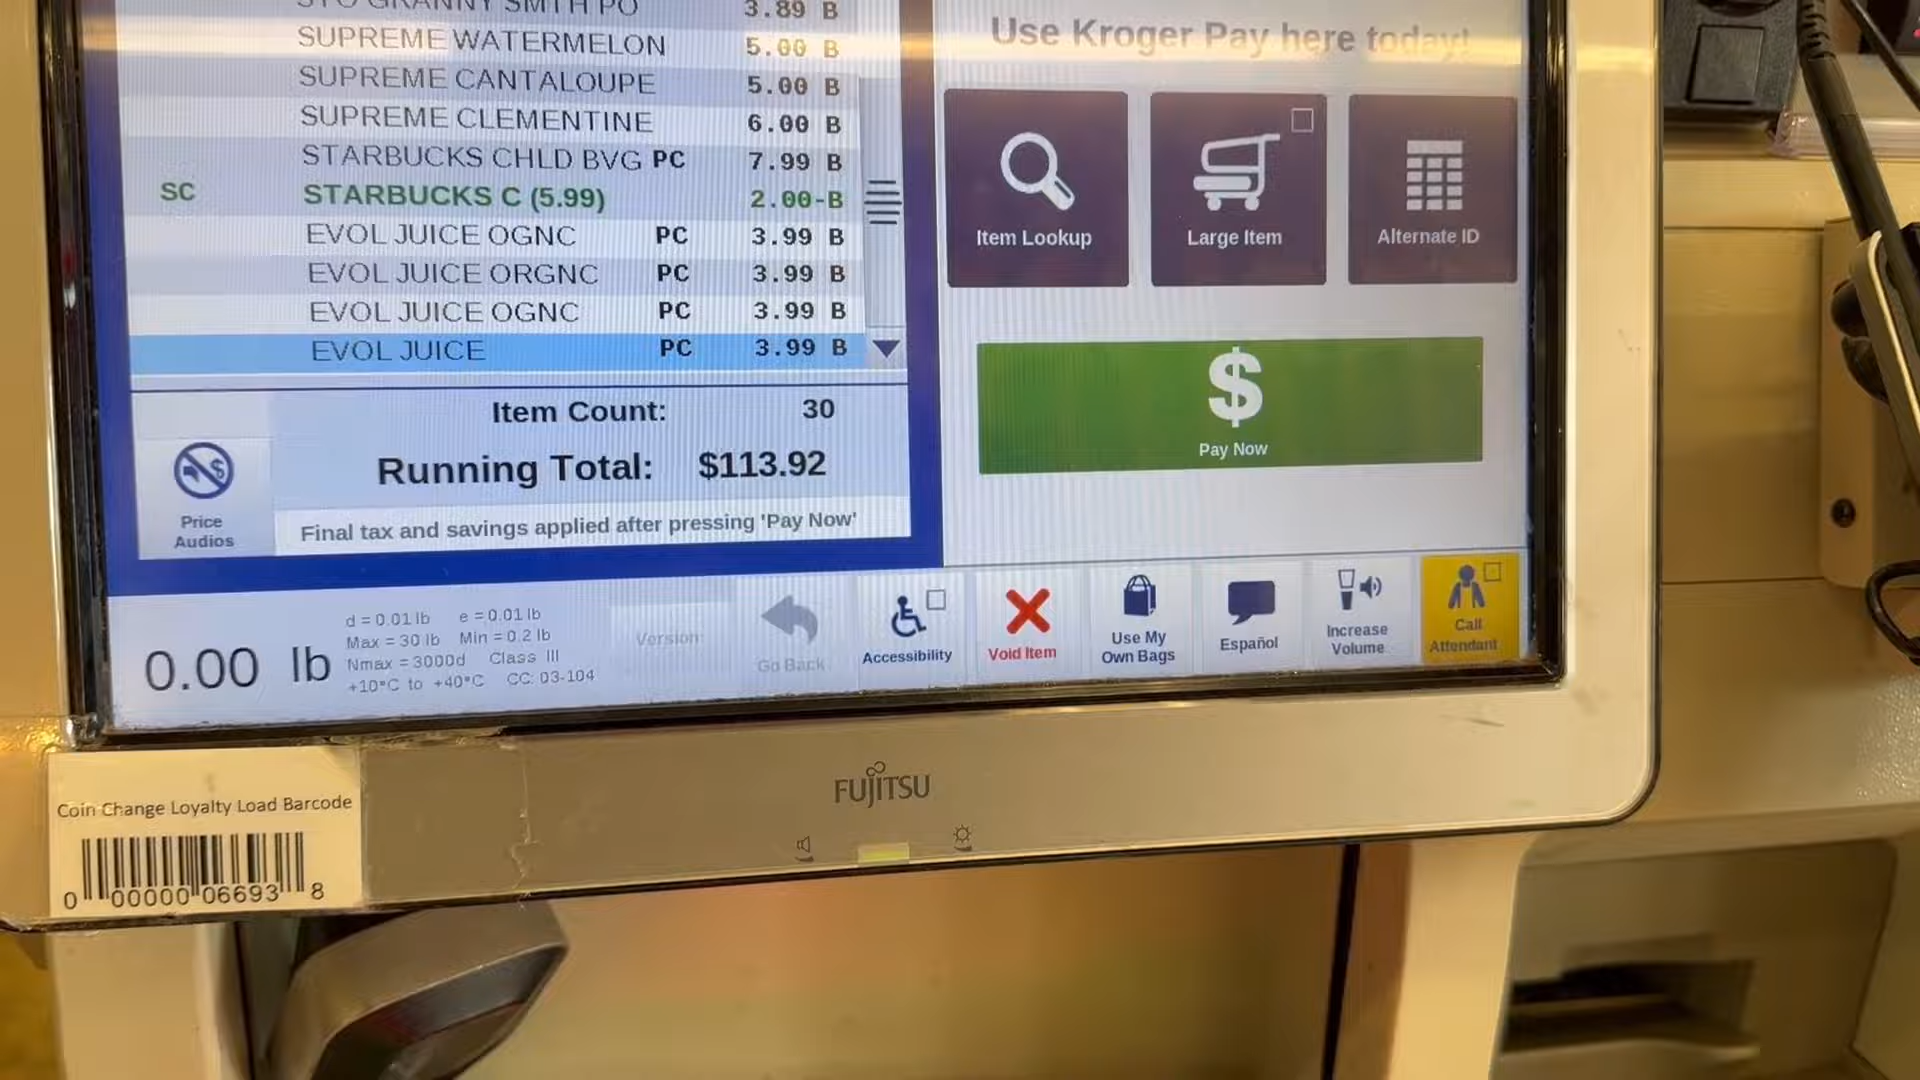 STO GRANNY SMITH PO 3.89 B
SUPREME WATERMELON 5.00 B
SUPREME CANTALOUPE 5.00 B
SUPREME CLEMENTINE 6.00 B
STARBUCKS CHLD BVG PC 7.99 B
SC STARBUCKS C (5.99) 2.00-B
EVOL JUICE OGNC PC 3.99 B
EVOL JUICE ORGNC PC 3.99 B
EVOL JUICE OGNC PC 3.99 B
EVOL JUICE PC 3.99 B
Item Count: 30
Running Total: $113.92
Price
Audios
Final tax and savings applied after pressing 'Pay Now'
Use Kroger Pay here today!
Item Lookup
Large Item
Alternate ID
$
Pay Now
0.00 lb
d = 0.01 lb e = 0.01 lb
Max = 30 lb Min = 0.2 lb
Nmax = 3000d Class III
+10°C to +40°C CC: 03-104
Version:
Go Back
Accessibility
Void Item
Use My
Own Bags
Español
Increase
Volume
Call
Attendant
FUJITSU
Coin Change Loyalty Load Barcode
0 00000 06693 8